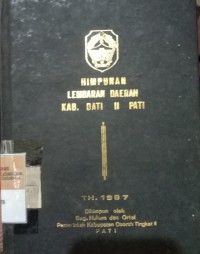 HIMPUNAN
LEMBARAN DAERAH
KAB. DATI II PATI
TH. 1987
Dihimpun oleh
Bag. Hukum dan Ortal
Pemerintah Kabupaten Daerah Tingkat II
PATI